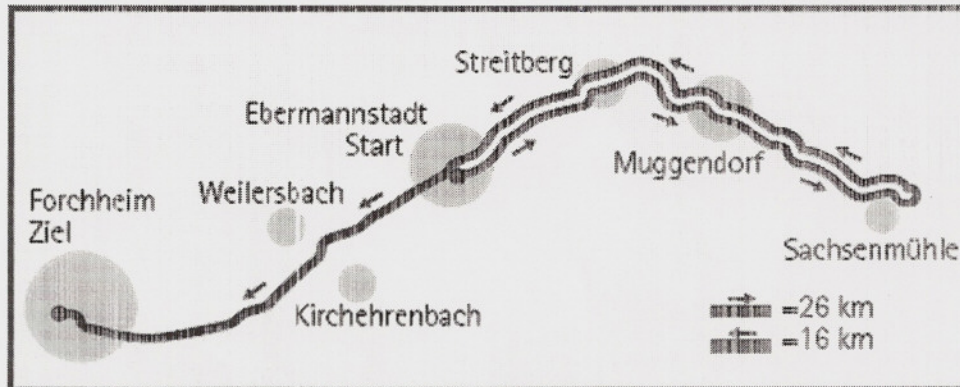 Streitberg
Ebermannstadt
Start
Muggendorf
Weilersbach
Forchheim
Ziel
Sachsenmühle
Kirchehrenbach
=26 km
=16 km